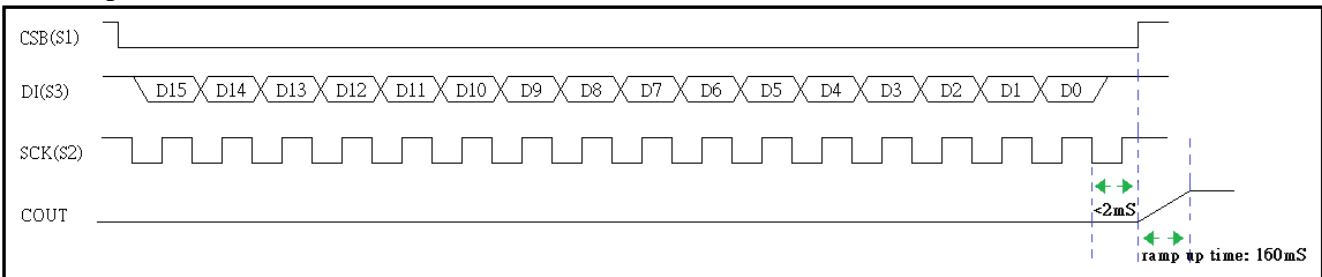 CSB(S1)
DI(S3) D15 D14 D13 D12 D11 D10 D9 D8 D7 D6 D5 D4 D3 D2 D1 D0
SCK(S2)
COUT
<2mS
ramp up time: 160mS